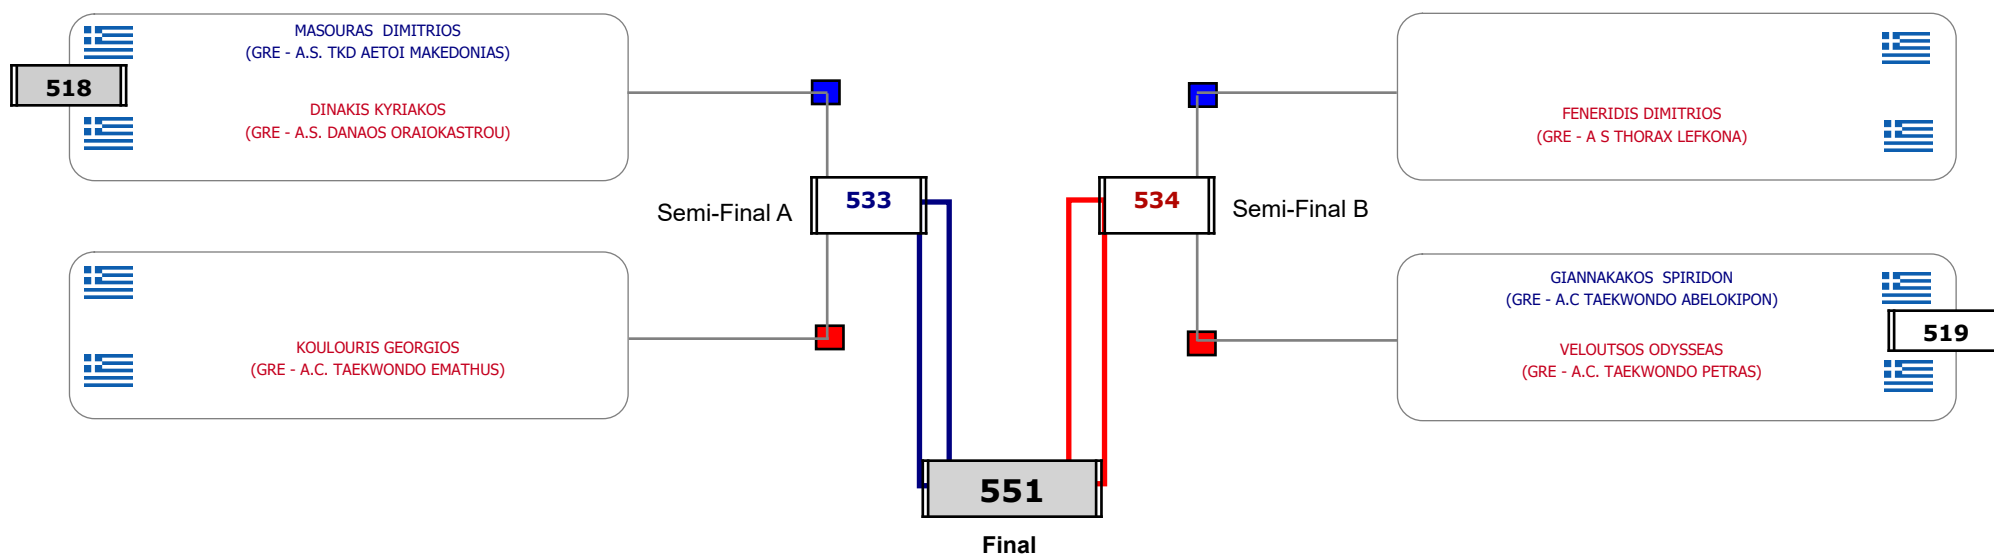 MASOURAS DIMITRIOS
(GRE - A.S. TKD AETOI MAKEDONIAS)
518
DINAKIS KYRIAKOS
(GRE - A.S. DANAOS ORAIOKASTROU)
FENERIDIS DIMITRIOS
(GRE - A S THORAX LEFKONA)
533
Semi-Final A
534
Semi-Final B
KOULOURIS GEORGIOS
(GRE - A.C. TAEKWONDO EMATHUS)
GIANNAKAKOS SPIRIDON
(GRE - A.C TAEKWONDO ABELOKIPON)
519
VELOUTSOS ODYSSEAS
(GRE - A.C. TAEKWONDO PETRAS)
551
Final